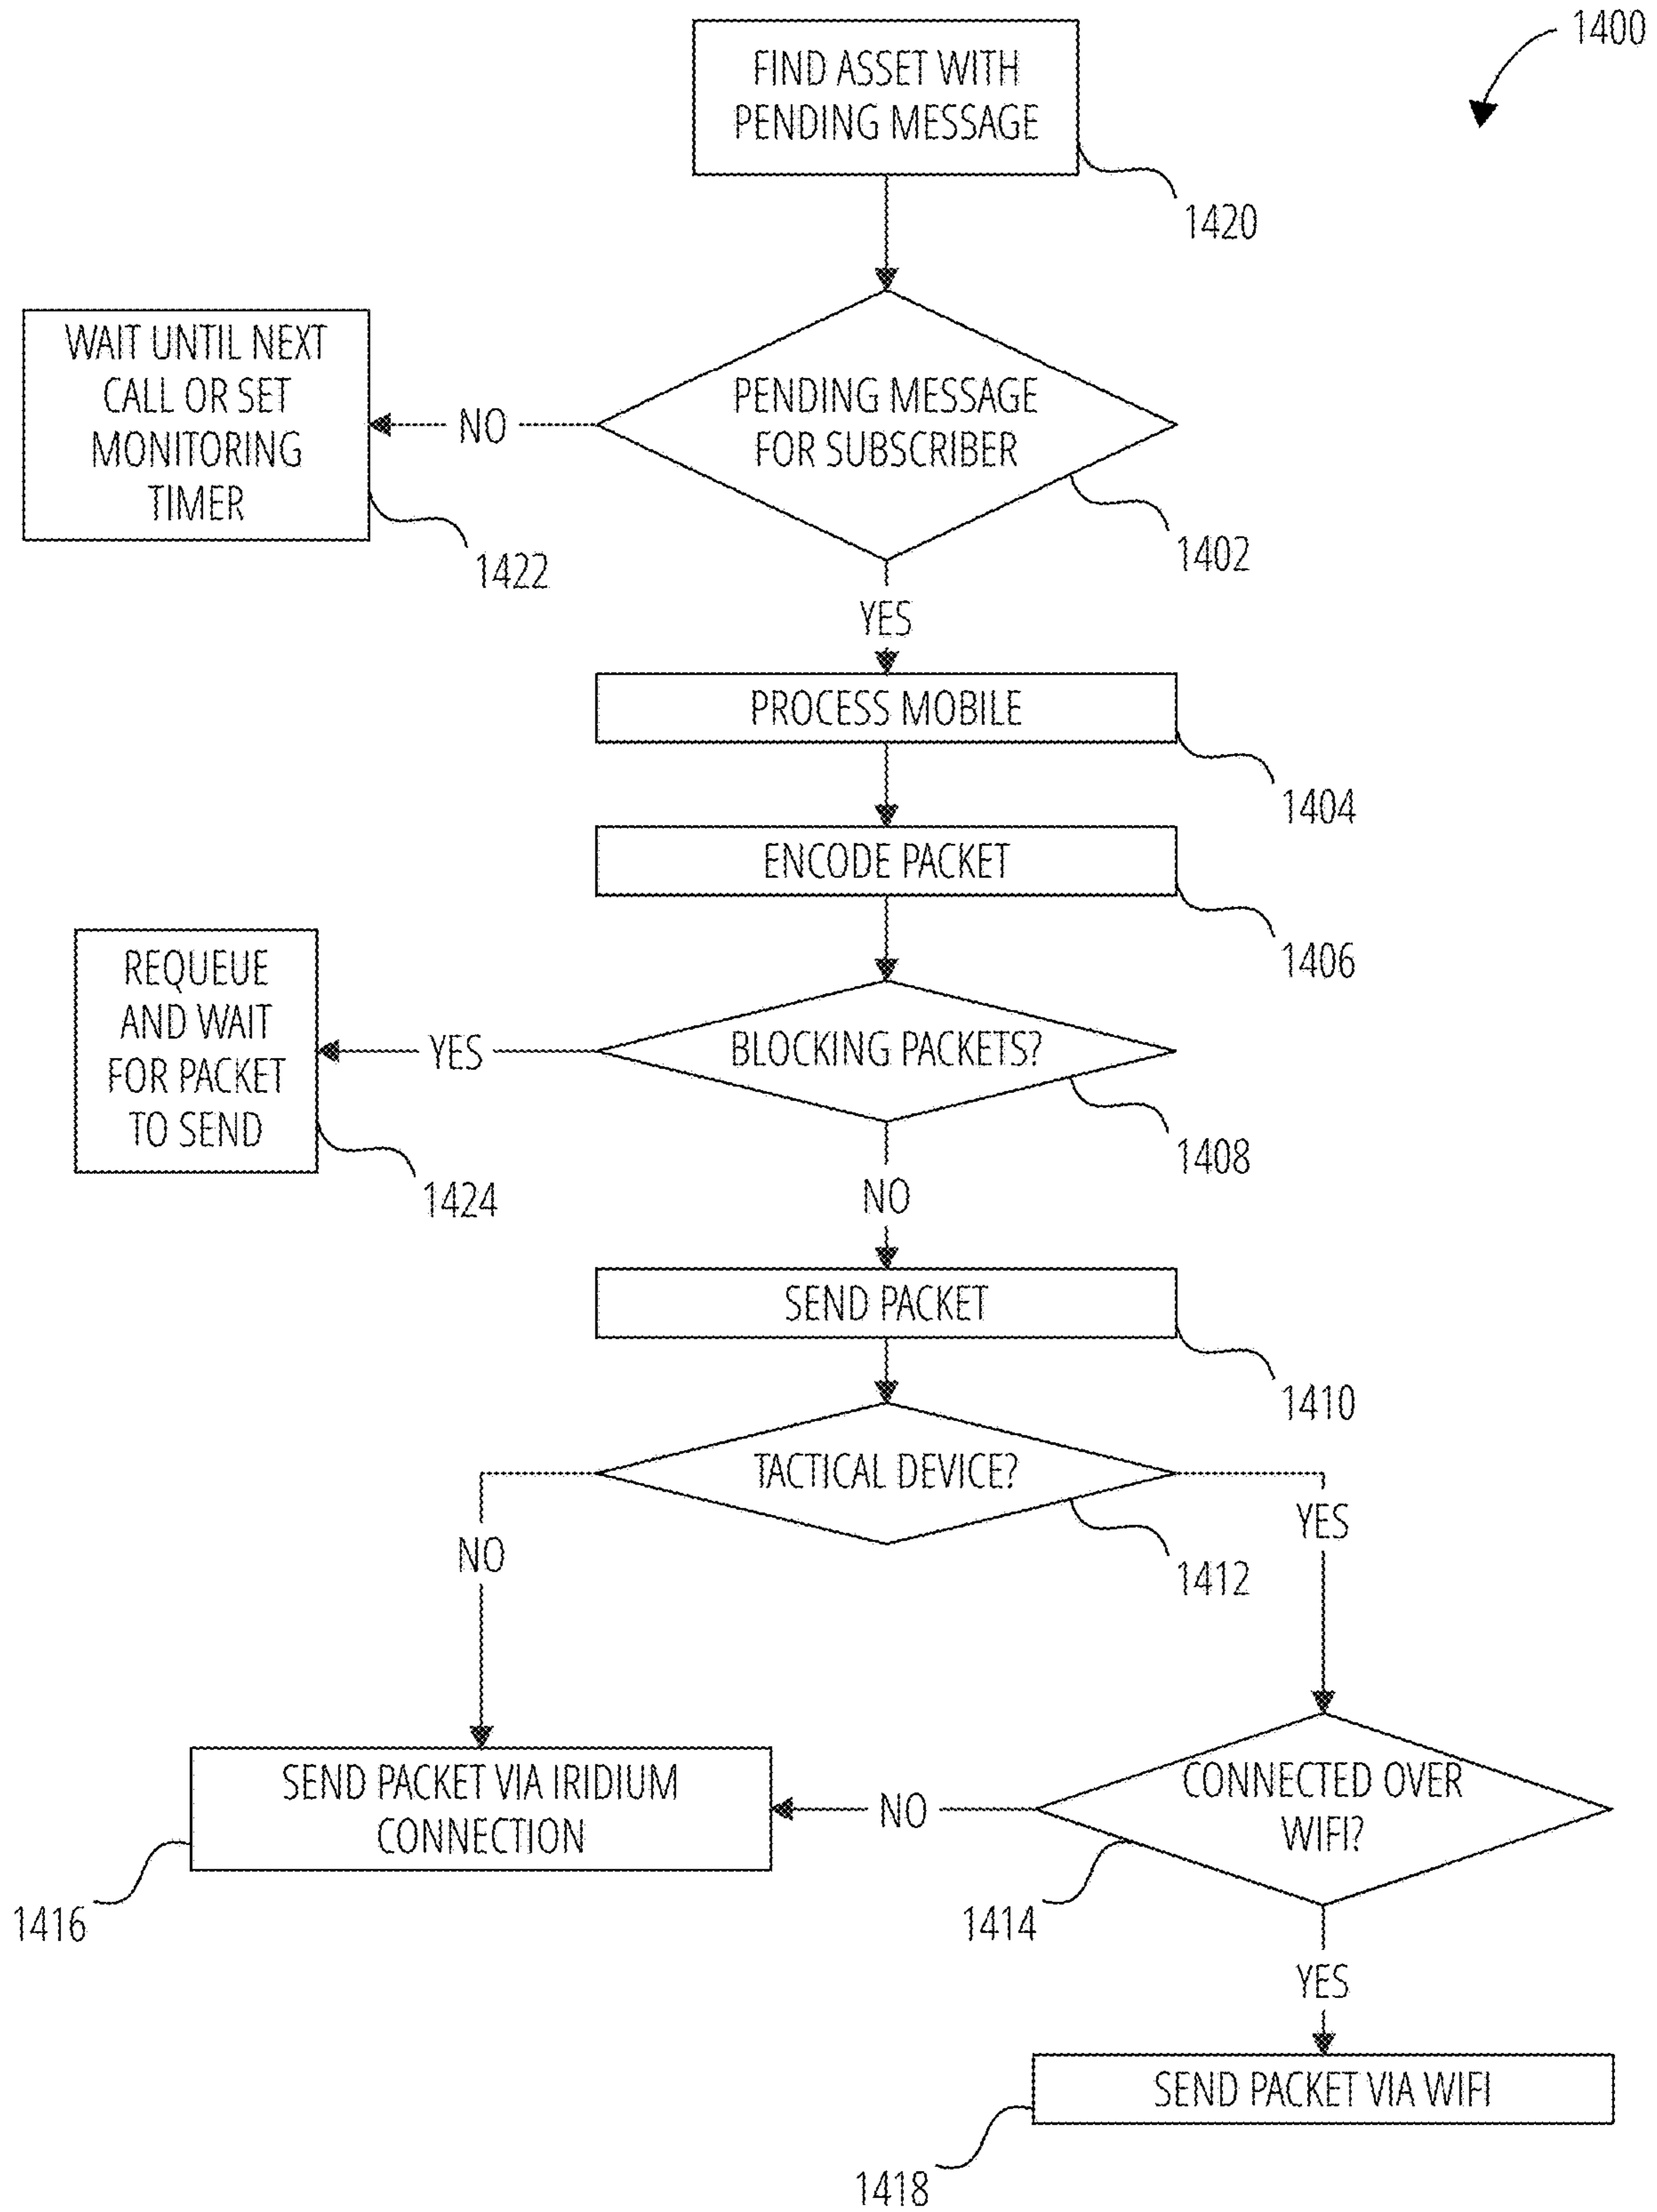 1400
FIND ASSET WITH
PENDING MESSAGE
1420
WAIT UNTIL NEXT
CALL OR SET
MONITORING
TIMER
1422
NO
PENDING MESSAGE
FOR SUBSCRIBER
1402
YES
PROCESS MOBILE
1404
ENCODE PACKET
1406
REQUEUE
AND WAIT
FOR PACKET
TO SEND
1424
YES
BLOCKING PACKETS?
1408
NO
SEND PACKET
1410
TACTICAL DEVICE?
1412
NO
YES
SEND PACKET VIA IRIDIUM
CONNECTION
1416
NO
CONNECTED OVER
WIFI?
1414
YES
SEND PACKET VIA WIFI
1418